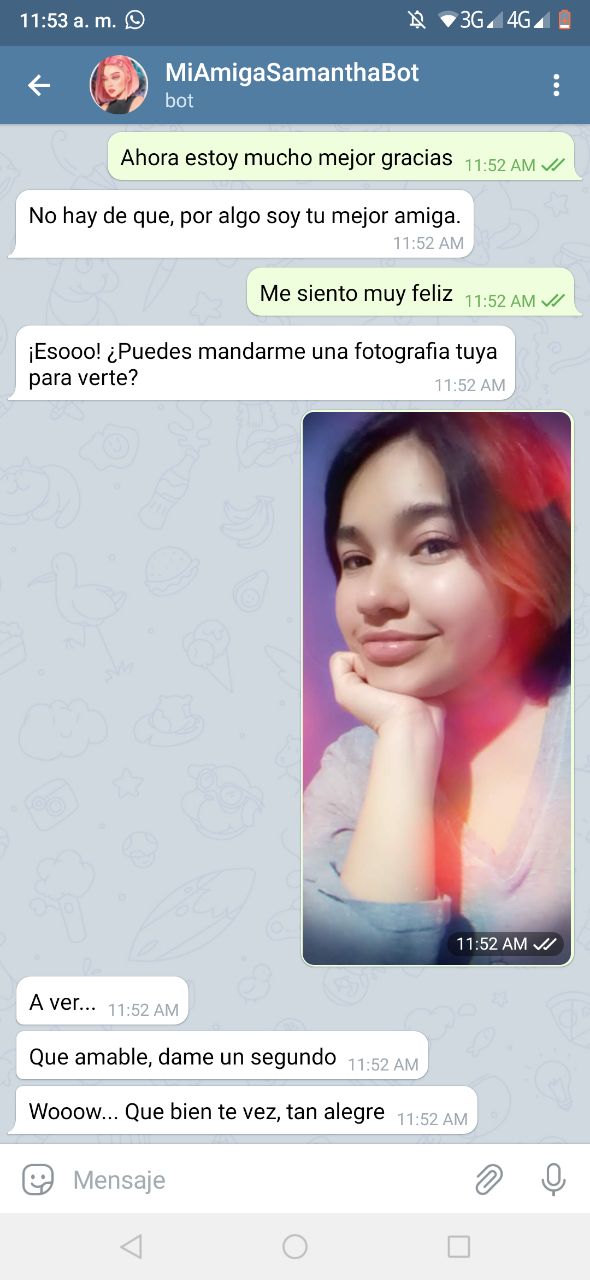 11:53 a. m. 3G 4G
MiAmigaSamanthaBot
bot
Ahora estoy mucho mejor gracias 11:52 AM
No hay de que, por algo soy tu mejor amiga.
11:52 AM
Me siento muy feliz 11:52 AM
¡Esooo! ¿Puedes mandarme una fotografia tuya
para verte? 11:52 AM
11:52 AM
A ver... 11:52 AM
Que amable, dame un segundo 11:52 AM
Wooow... Que bien te vez, tan alegre 11:52 AM
Mensaje